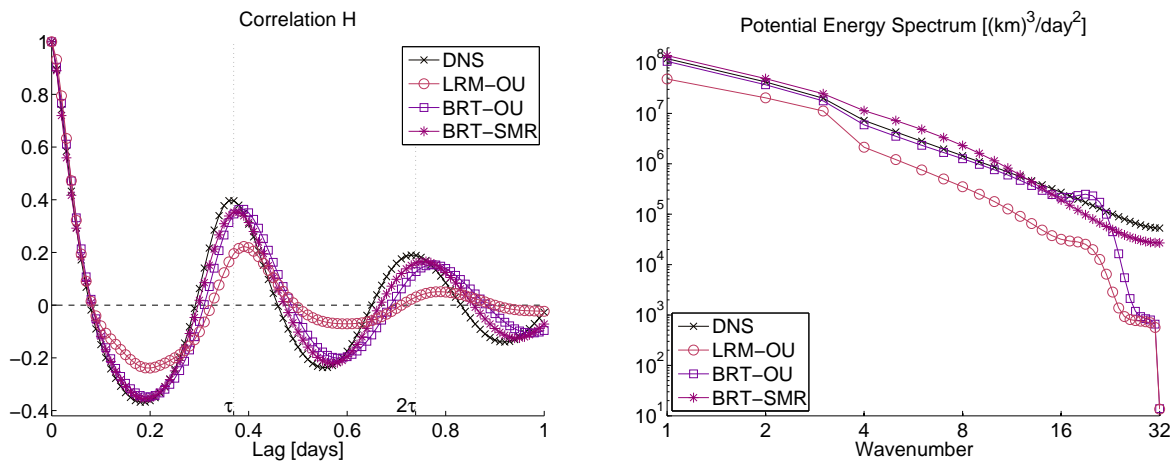 Correlation H
1
0.8
0.6
0.4
0.2
0
−0.2
−0.4
0
0.2
0.4
0.6
0.8
1
τ
2τ
Lag [days]
DNS
LRM−OU
BRT−OU
BRT−SMR
Potential Energy Spectrum [(km)³/day²]
10⁸
10⁷
10⁶
10⁵
10⁴
10³
10²
10¹
1
2
4
8
16
32
Wavenumber
DNS
LRM−OU
BRT−OU
BRT−SMR